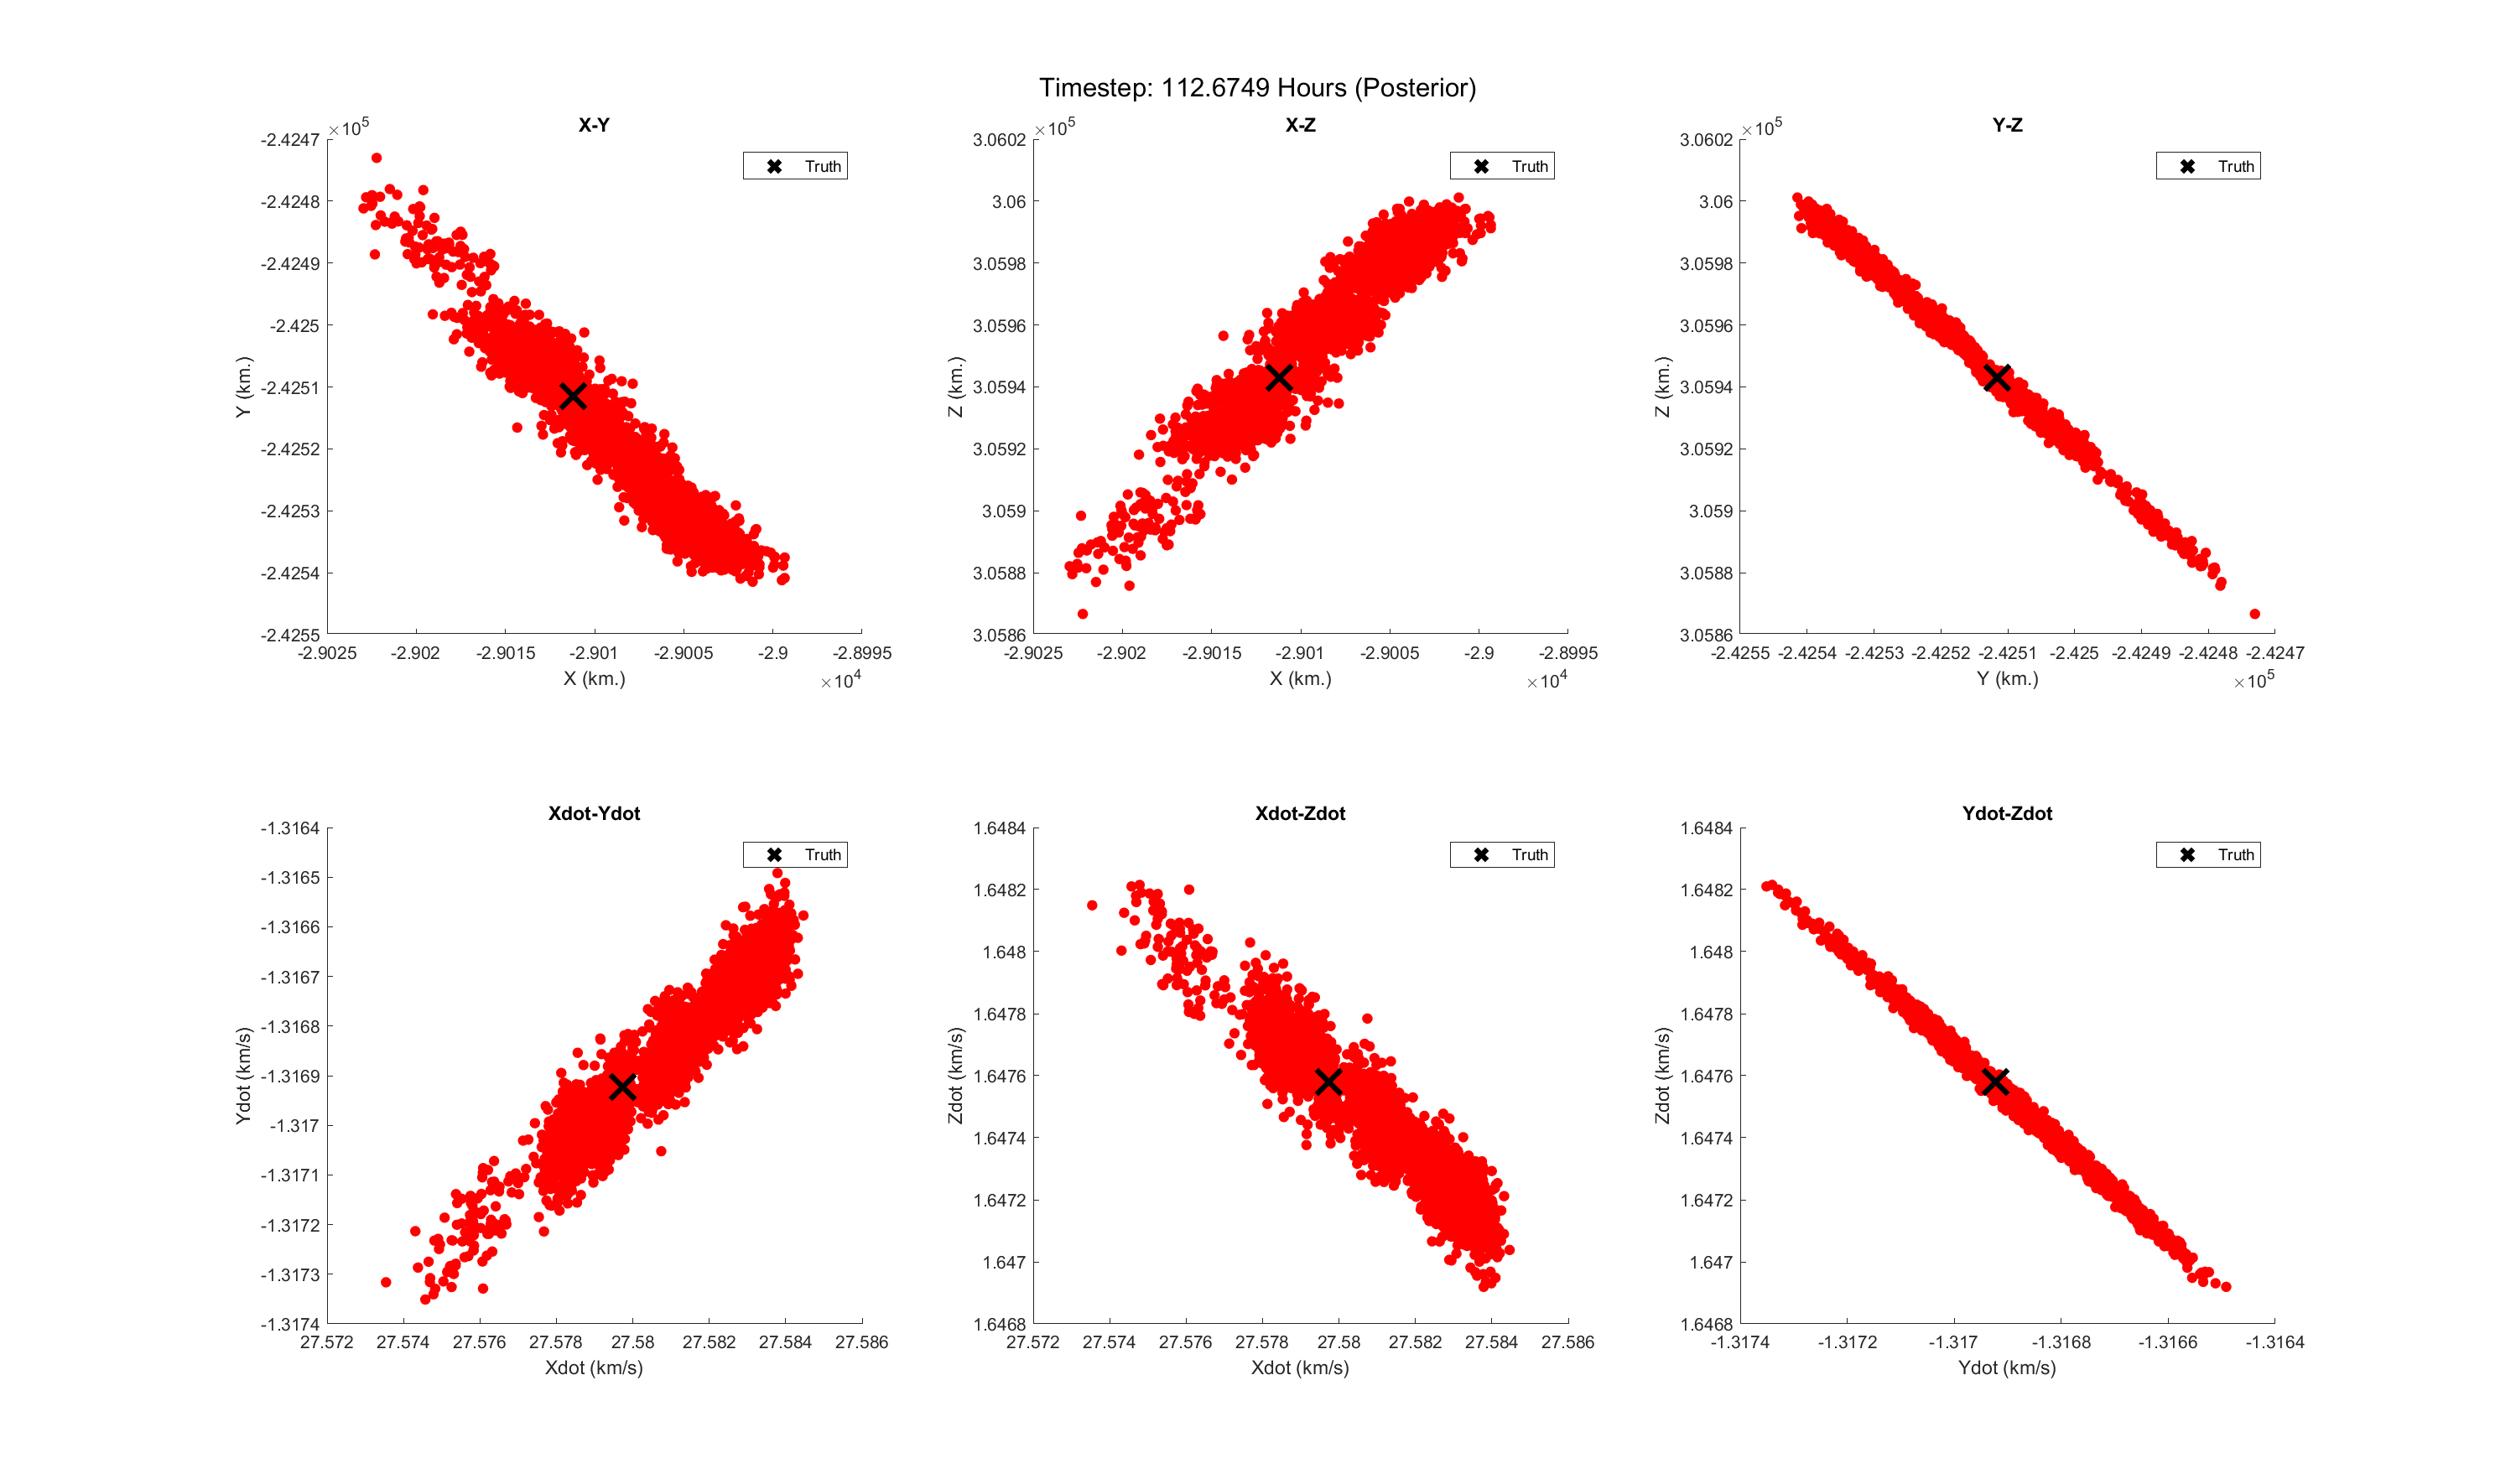 Timestep: 112.6749 Hours (Posterior)
X-Y
×10^5
-2.4247
-2.4248
-2.4249
-2.425
-2.4251
-2.4252
-2.4253
-2.4254
-2.4255
Y (km.)
Truth
-2.9025 -2.902 -2.9015 -2.901 -2.9005 -2.9 -2.8995
X (km.)
×10^4
X-Z
×10^5
3.0602
3.06
3.0598
3.0596
3.0594
3.0592
3.059
3.0588
3.0586
Z (km.)
Truth
-2.9025 -2.902 -2.9015 -2.901 -2.9005 -2.9 -2.8995
X (km.)
×10^4
Y-Z
×10^5
3.0602
3.06
3.0598
3.0596
3.0594
3.0592
3.059
3.0588
3.0586
Z (km.)
Truth
-2.4255 -2.4254 -2.4253 -2.4252 -2.4251 -2.425 -2.4249 -2.4248 -2.4247
Y (km.)
×10^5
Xdot-Ydot
-1.3164
-1.3165
-1.3166
-1.3167
-1.3168
-1.3169
-1.317
-1.3171
-1.3172
-1.3173
-1.3174
Ydot (km/s)
Truth
27.572 27.574 27.576 27.578 27.58 27.582 27.584 27.586
Xdot (km/s)
Xdot-Zdot
1.6484
1.6482
1.648
1.6478
1.6476
1.6474
1.6472
1.647
1.6468
Zdot (km/s)
Truth
27.572 27.574 27.576 27.578 27.58 27.582 27.584 27.586
Xdot (km/s)
Ydot-Zdot
1.6484
1.6482
1.648
1.6478
1.6476
1.6474
1.6472
1.647
1.6468
Zdot (km/s)
Truth
-1.3174 -1.3172 -1.317 -1.3168 -1.3166 -1.3164
Ydot (km/s)